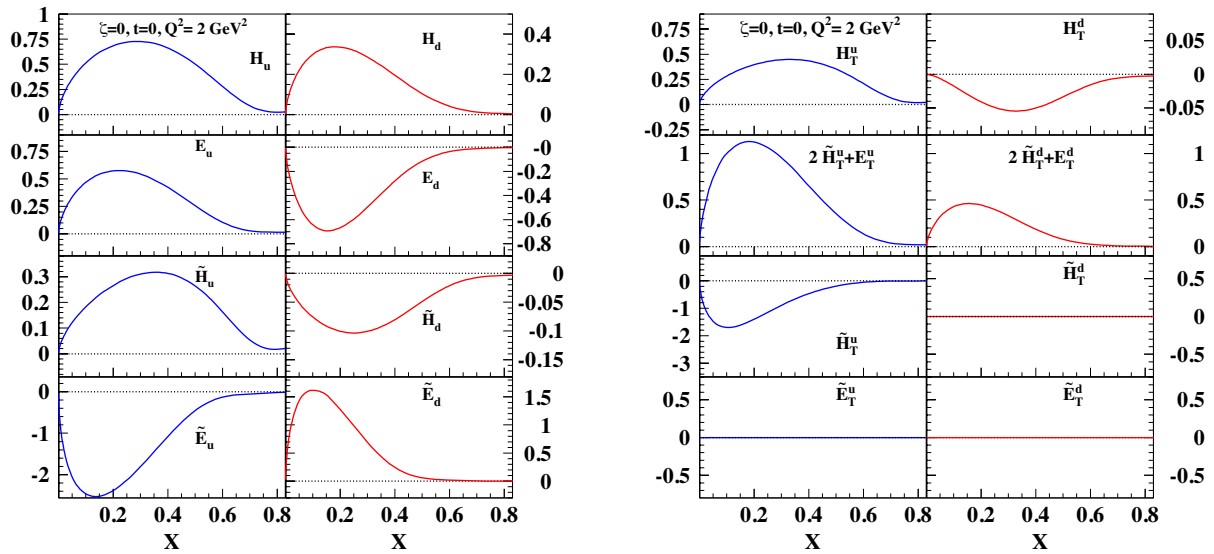 ζ=0, t=0, Q²= 2 GeV²
H_u
1
0.75
0.5
0.25
0
H_d
0.4
0.2
0
E_u
0.75
0.5
0.25
0
E_d
-0
-0.2
-0.4
-0.6
-0.8
H̃_u
0.3
0.2
0.1
0
H̃_d
0
-0.05
-0.1
-0.15
Ẽ_u
0
-1
-2
Ẽ_d
1.5
1
0.5
0
0.2 0.4 0.6 0.8 0.2 0.4 0.6 0.8
X X
ζ=0, t=0, Q²= 2 GeV²
H_T^u
0.75
0.5
0.25
0
-0.25
H_T^d
0.05
0
-0.05
2 H̃_T^u+E_T^u
1
0.5
0
2 H̃_T^d+E_T^d
1
0.5
0
H̃_T^u
0
-1
-2
-3
H̃_T^d
0.5
0
-0.5
Ẽ_T^u
0.5
0
-0.5
Ẽ_T^d
0.5
0
-0.5
0.2 0.4 0.6 0.8 0.2 0.4 0.6 0.8
X X